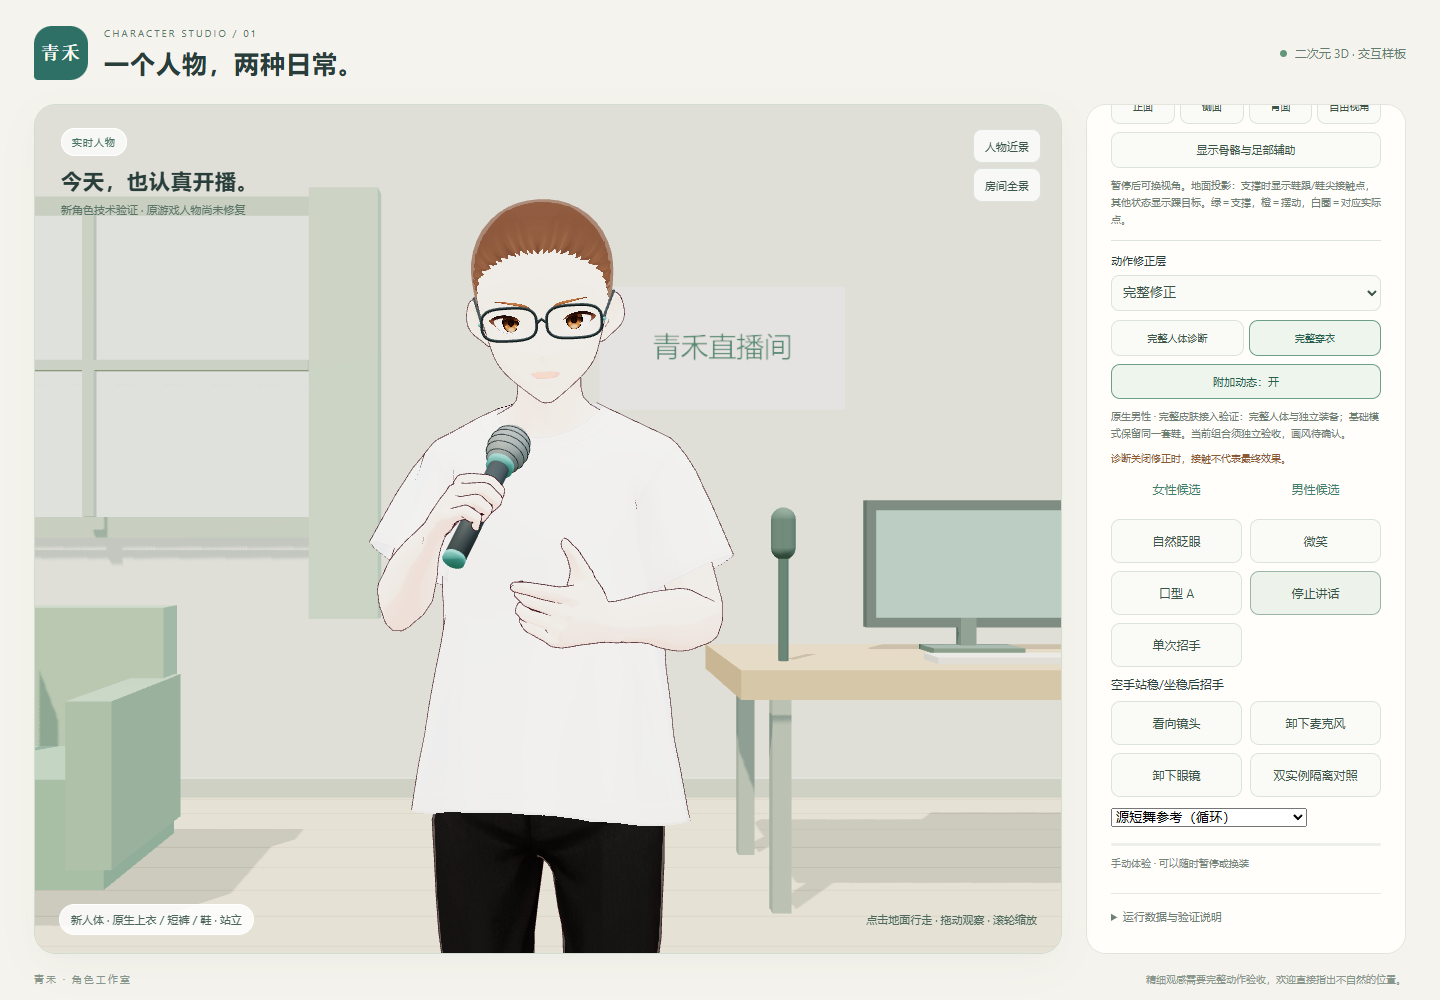 青禾
CHARACTER STUDIO / 01
一个人物，两种日常。
二次元 3D · 交互样板
实时人物
今天，也认真开播。
新角色技术验证 · 原游戏人物尚未修复
人物近景
房间全景
青禾直播间
新人体 · 原生上衣 / 短裤 / 鞋 · 站立
点击地面行走 · 拖动观察 · 滚轮缩放
正面
侧面
背面
自由视角
显示骨骼与足部辅助
暂停后可换视角。地面投影：支撑时显示鞋跟/鞋尖接触点，
其他状态显示踝目标。绿＝支撑，橙＝摆动，白圈＝对应实际
点。
动作修正层
完整修正
完整人体诊断
完整穿衣
附加动态：开
原生男性 · 完整皮肤接入验证：完整人体与独立装备；基础模
式保留同一套鞋。当前组合须独立验收，面风待确认。
诊断关闭修正时，接触不代表最终效果。
女性候选
男性候选
自然眨眼
微笑
口型 A
停止讲话
单次招手
空手站稳/坐稳后招手
看向镜头
卸下麦克风
卸下眼镜
双实例隔离对照
源短舞参考（循环）
手动体验 · 可以随时暂停或换装
运行数据与验证说明
青禾 · 角色工作室
精细观感需要完整动作验收，欢迎直接指出不自然的位置。